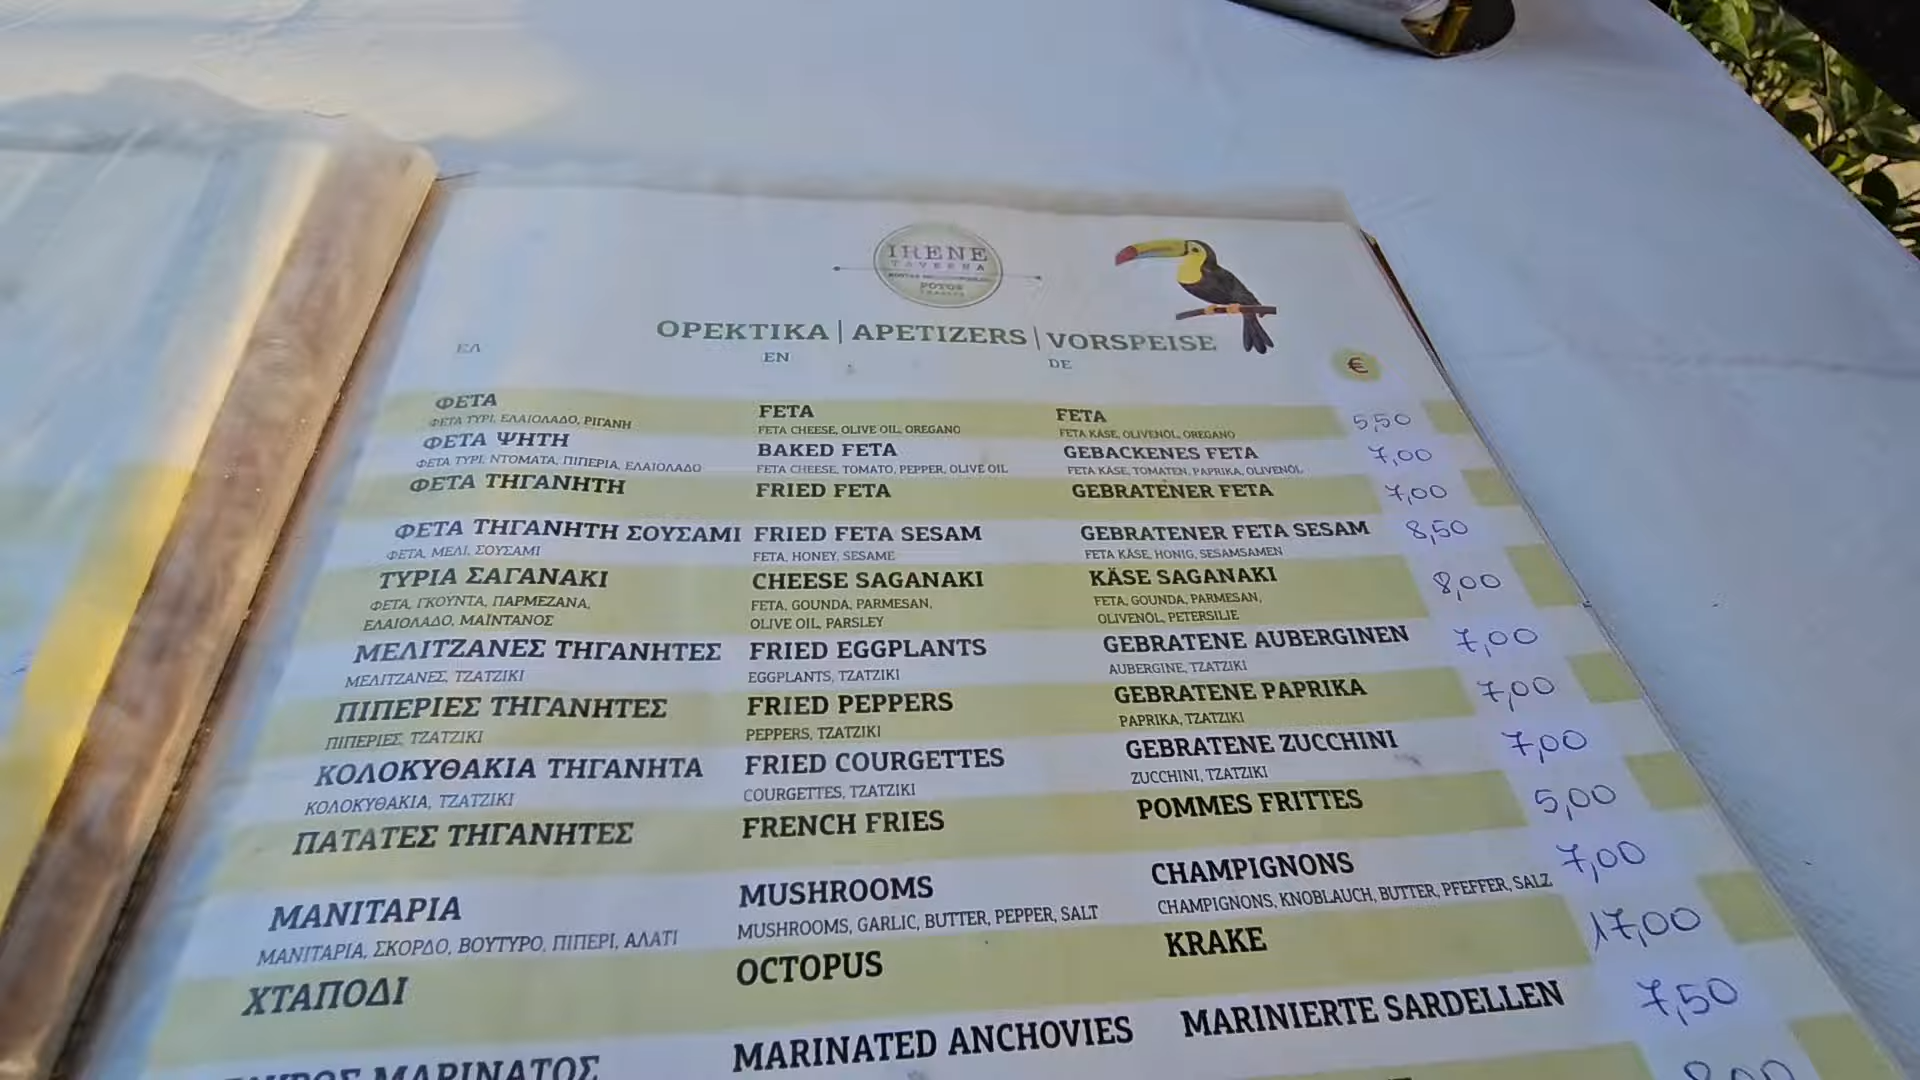 IRENE
TAVERNA
POTOS
ΟΡΕΚΤΙΚΑ | APETIZERS | VORSPEISE
ΕΛ EN DE €
ΦΕΤΑ FETA FETA 5,50
ΦΕΤΑ ΤΥΡΙ, ΕΛΑΙΟΛΑΔΟ, ΡΙΓΑΝΗ FETA CHEESE, OLIVE OIL, OREGANO FETA KÄSE, OLIVENÖL, OREGANO
ΦΕΤΑ ΨΗΤΗ BAKED FETA GEBACKENES FETA 7,00
ΦΕΤΑ ΤΥΡΙ, ΝΤΟΜΑΤΑ, ΠΙΠΕΡΙΑ, ΕΛΑΙΟΛΑΔΟ FETA CHEESE, TOMATO, PEPPER, OLIVE OIL FETA KÄSE, TOMATEN, PAPRIKA, OLIVENÖL
ΦΕΤΑ ΤΗΓΑΝΗΤΗ FRIED FETA GEBRATENER FETA 7,00
ΦΕΤΑ ΤΗΓΑΝΗΤΗ ΣΟΥΣΑΜΙ FRIED FETA SESAM GEBRATENER FETA SESAM 8,50
ΦΕΤΑ, ΜΕΛΙ, ΣΟΥΣΑΜΙ FETA, HONEY, SESAME FETA KÄSE, HONIG, SESAMSAMEN
ΤΥΡΙΑ ΣΑΓΑΝΑΚΙ CHEESE SAGANAKI KÄSE SAGANAKI 8,00
ΦΕΤΑ, ΓΚΟΥΝΤΑ, ΠΑΡΜΕΖΑΝΑ, FETA, GOUNDA, PARMESAN, FETA, GOUNDA, PARMESAN,
ΕΛΑΙΟΛΑΔΟ, ΜΑΪΝΤΑΝΟΣ OLIVE OIL, PARSLEY OLIVENÖL, PETERSILIE
ΜΕΛΙΤΖΑΝΕΣ ΤΗΓΑΝΗΤΕΣ FRIED EGGPLANTS GEBRATENE AUBERGINEN 7,00
ΜΕΛΙΤΖΑΝΕΣ, ΤΖΑΤΖΙΚΙ EGGPLANTS, TZATZIKI AUBERGINE, TZATZIKI
ΠΙΠΕΡΙΕΣ ΤΗΓΑΝΗΤΕΣ FRIED PEPPERS GEBRATENE PAPRIKA 7,00
ΠΙΠΕΡΙΕΣ, ΤΖΑΤΖΙΚΙ PEPPERS, TZATZIKI PAPRIKA, TZATZIKI
ΚΟΛΟΚΥΘΑΚΙΑ ΤΗΓΑΝΗΤΑ FRIED COURGETTES GEBRATENE ZUCCHINI 7,00
ΚΟΛΟΚΥΘΑΚΙΑ, ΤΖΑΤΖΙΚΙ COURGETTES, TZATZIKI ZUCCHINI, TZATZIKI
ΠΑΤΑΤΕΣ ΤΗΓΑΝΗΤΕΣ FRENCH FRIES POMMES FRITTES 5,00
ΜΑΝΙΤΑΡΙΑ MUSHROOMS CHAMPIGNONS 7,00
ΜΑΝΙΤΑΡΙΑ, ΣΚΟΡΔΟ, ΒΟΥΤΥΡΟ, ΠΙΠΕΡΙ, ΑΛΑΤΙ MUSHROOMS, GARLIC, BUTTER, PEPPER, SALT CHAMPIGNONS, KNOBLAUCH, BUTTER, PFEFFER, SALZ
ΧΤΑΠΟΔΙ OCTOPUS KRAKE 17,00
ΜΑΡΙΝΑΤΟΣ MARINATED ANCHOVIES MARINIERTE SARDELLEN 7,50